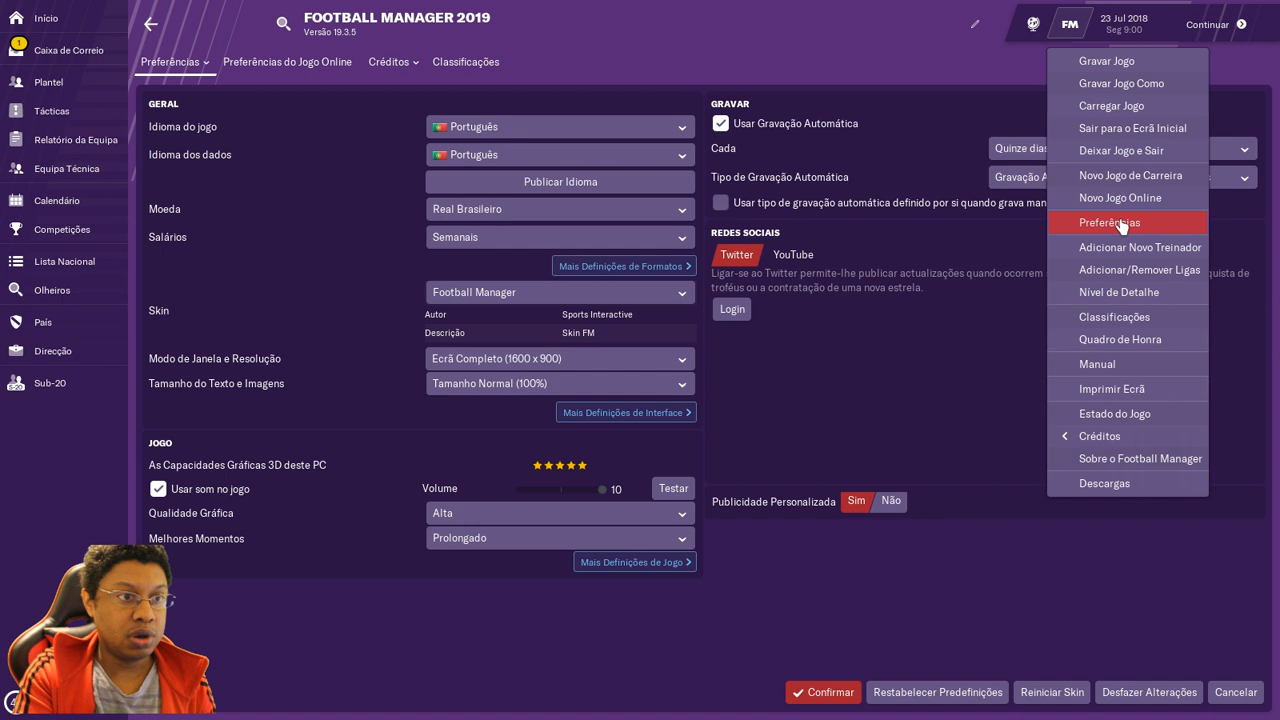 Início
1
Caixa de Correio
Plantel
Tácticas
Relatório da Equipa
Equipa Técnica
Calendário
Competições
Lista Nacional
Olheiros
País
Direcção
Sub-20
FOOTBALL MANAGER 2019
Versão 19.3.5
FM
23 Jul 2018
Seg 9:00
Continuar
Preferências
Preferências do Jogo Online
Créditos
Classificações
GERAL
Idioma do jogo
Português
Idioma dos dados
Português
Publicar Idioma
Moeda
Real Brasileiro
Salários
Semanais
Mais Definições de Formatos
Skin
Football Manager
Autor
Sports Interactive
Descrição
Skin FM
Modo de Janela e Resolução
Ecrã Completo (1600 x 900)
Tamanho do Texto e Imagens
Tamanho Normal (100%)
Mais Definições de Interface
JOGO
As Capacidades Gráficas 3D deste PC
Usar som no jogo
Volume
10
Testar
Qualidade Gráfica
Alta
Melhores Momentos
Prolongado
Mais Definições de Jogo
GRAVAR
Usar Gravação Automática
Cada
Quinze dias
Tipo de Gravação Automática
Gravação A
Usar tipo de gravação automática definido por si quando grava man
REDES SOCIAIS
Twitter
YouTube
Ligar-se ao Twitter permite-lhe publicar actualizações quando ocorrem
quista de
troféus ou a contratação de uma nova estrela.
Login
Publicidade Personalizada
Sim
Não
Gravar Jogo
Gravar Jogo Como
Carregar Jogo
Sair para o Ecrã Inicial
Deixar Jogo e Sair
Novo Jogo de Carreira
Novo Jogo Online
Preferências
Adicionar Novo Treinador
Adicionar/Remover Ligas
Nível de Detalhe
Classificações
Quadro de Honra
Manual
Imprimir Ecrã
Estado do Jogo
Créditos
Sobre o Football Manager
Descargas
Confirmar
Restabelecer Predefinições
Reiniciar Skin
Desfazer Alterações
Cancelar